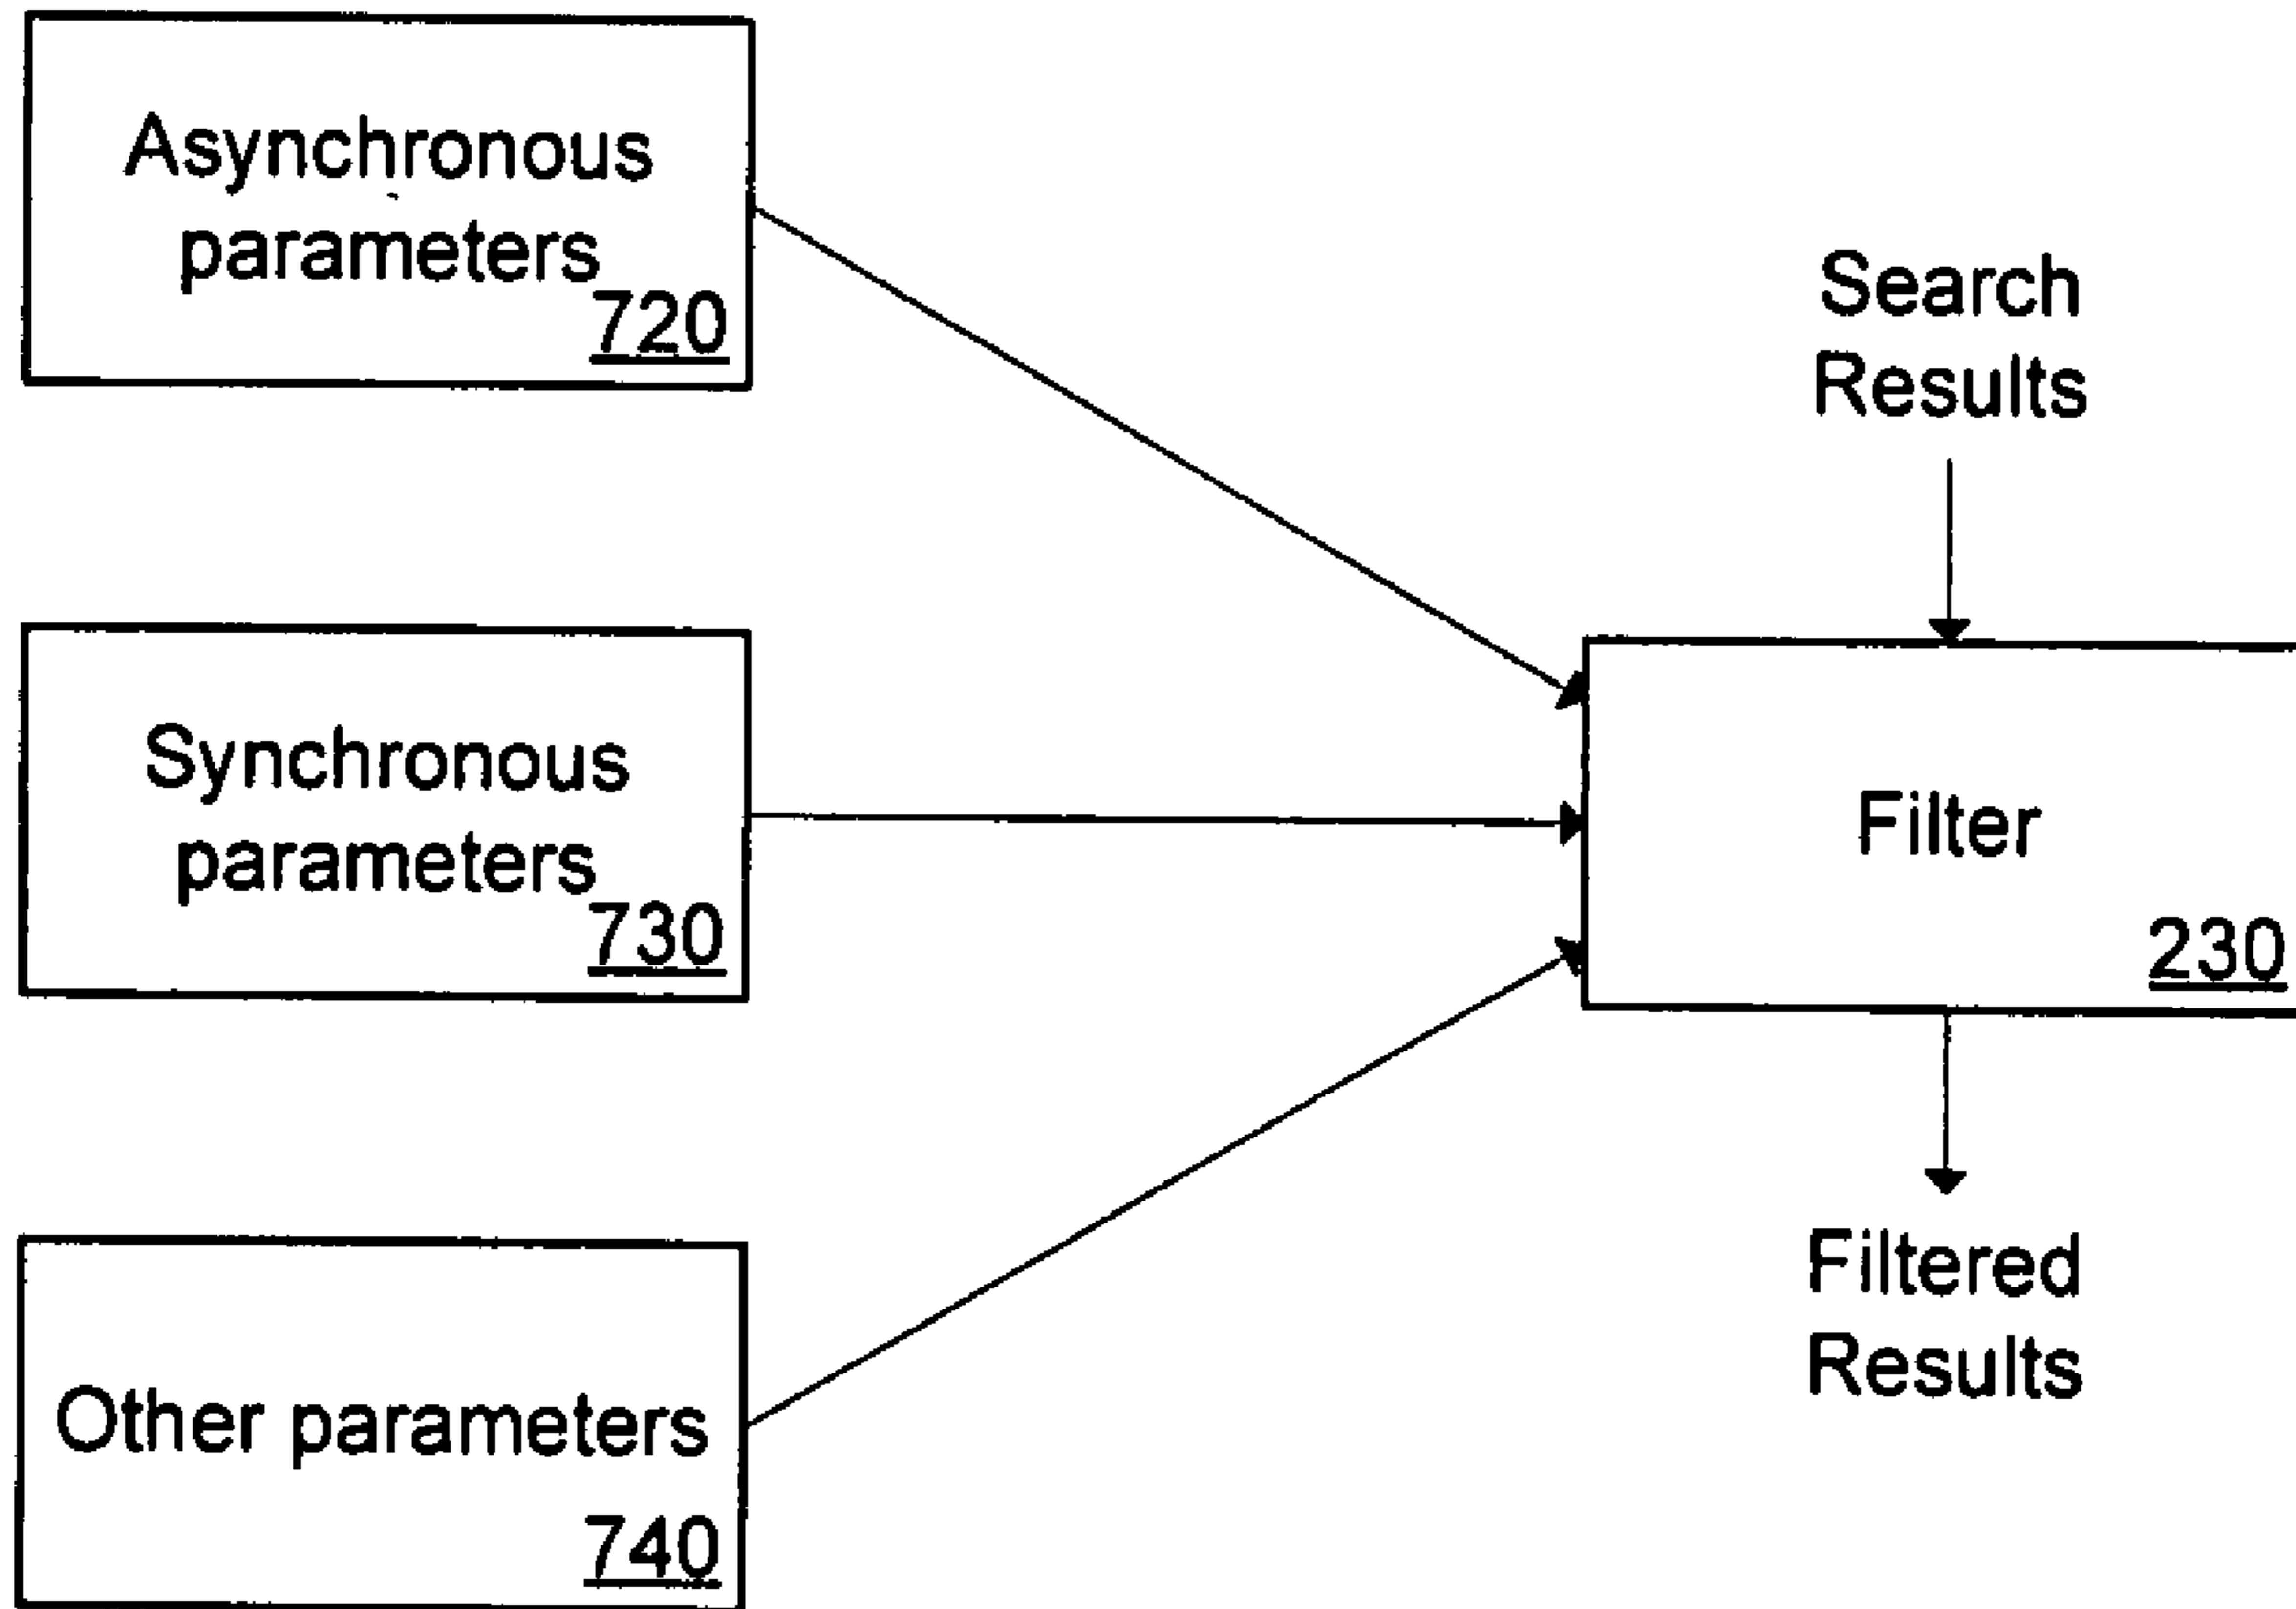 Asynchronous
parameters
720
Search
Results
Synchronous
parameters
730
Filter
230
Other parameters
740
Filtered
Results